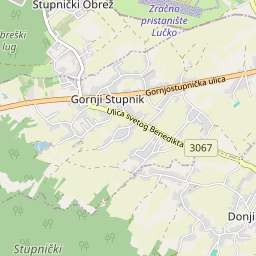 Stupnički Obrež
Zračno
pristanište
Lučko
breški
lug
Gornjostupnička ulica
Gornji Stupnik
Ulica svetog Benedikta
3067
Donji
Stupnički